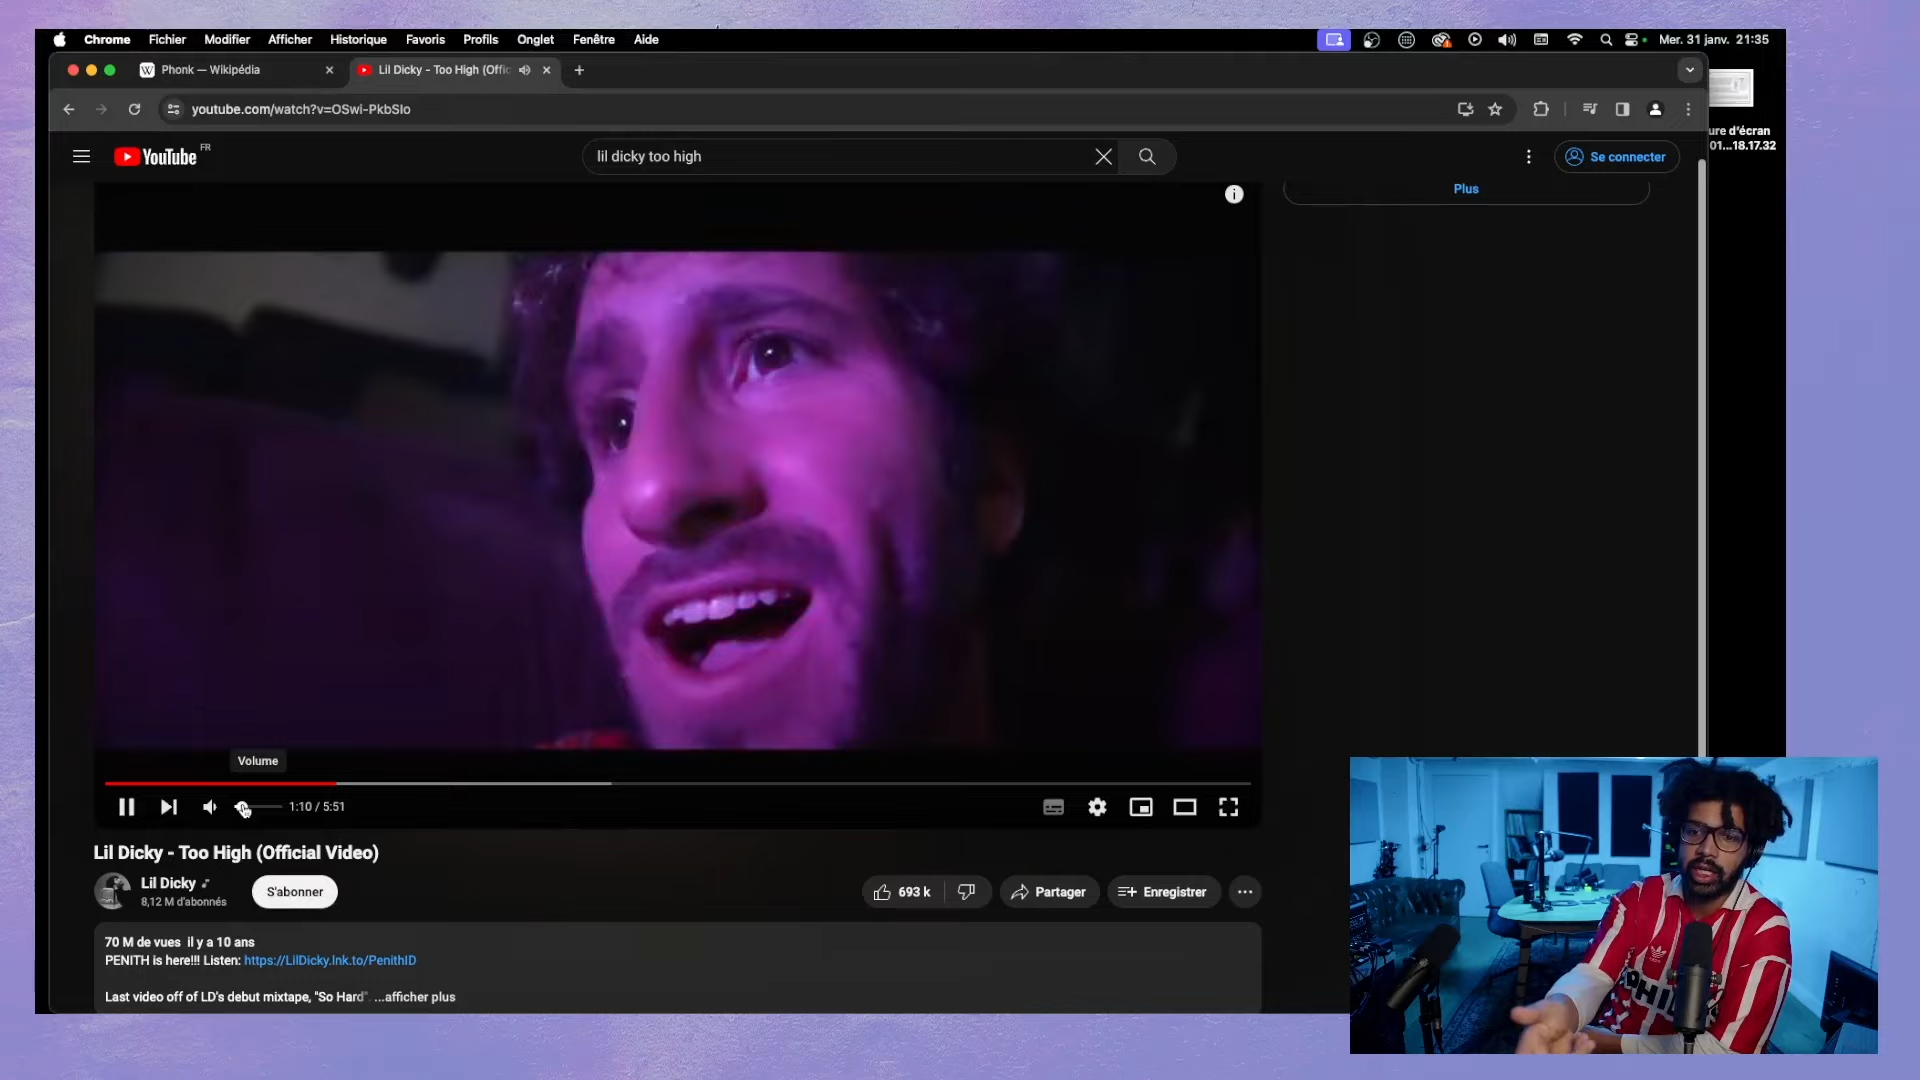 Chrome Fichier Modifier Afficher Historique Favoris Profils Onglet Fenêtre Aide Mer. 31 janv. 21:35
Phonk — Wikipédia
Lil Dicky - Too High (Offic
youtube.com/watch?v=OSwi-PkbSIo
ure d'écran
01...18.17.32
YouTube FR
lil dicky too high
Se connecter
Plus
Volume
1:10 / 5:51
Lil Dicky - Too High (Official Video)
Lil Dicky
8,12 M d'abonnés
S'abonner
693 k
Partager
Enregistrer
70 M de vues il y a 10 ans
PENITH is here!!! Listen: https://LilDicky.lnk.to/PenithID
Last video off of LD's debut mixtape, "So Hard" ...afficher plus